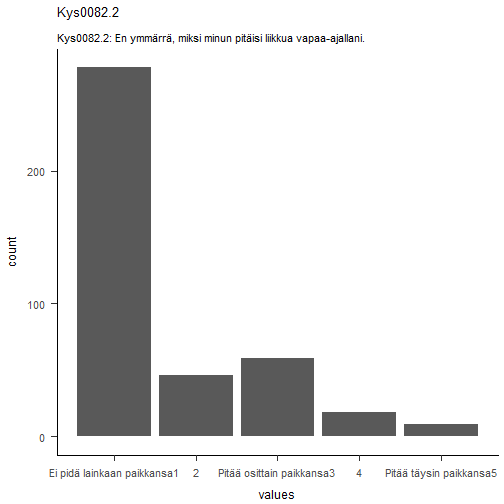 Kys0082.2
Kys0082.2: En ymmärrä, miksi minun pitäisi liikkua vapaa-ajallani.
200
100
0
count
Ei pidä lainkaan paikkansa1 2 Pitää osittain paikkansa3 4 Pitää täysin paikkansa5
values